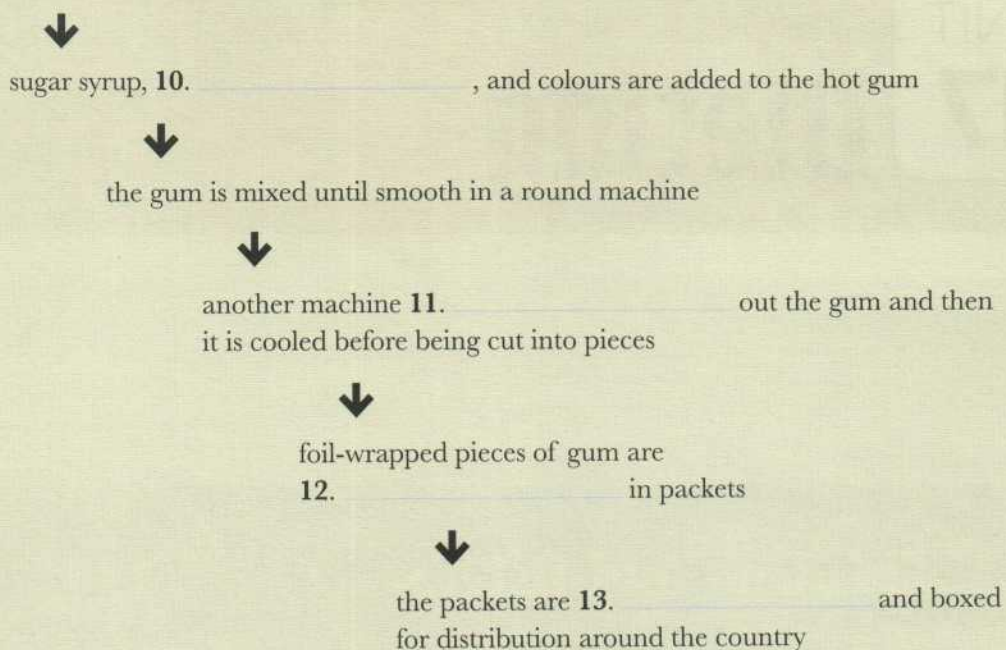 sugar syrup, 10. , and colours are added to the hot gum
the gum is mixed until smooth in a round machine
another machine 11. out the gum and then
it is cooled before being cut into pieces
foil-wrapped pieces of gum are
12. in packets
the packets are 13. and boxed
for distribution around the country